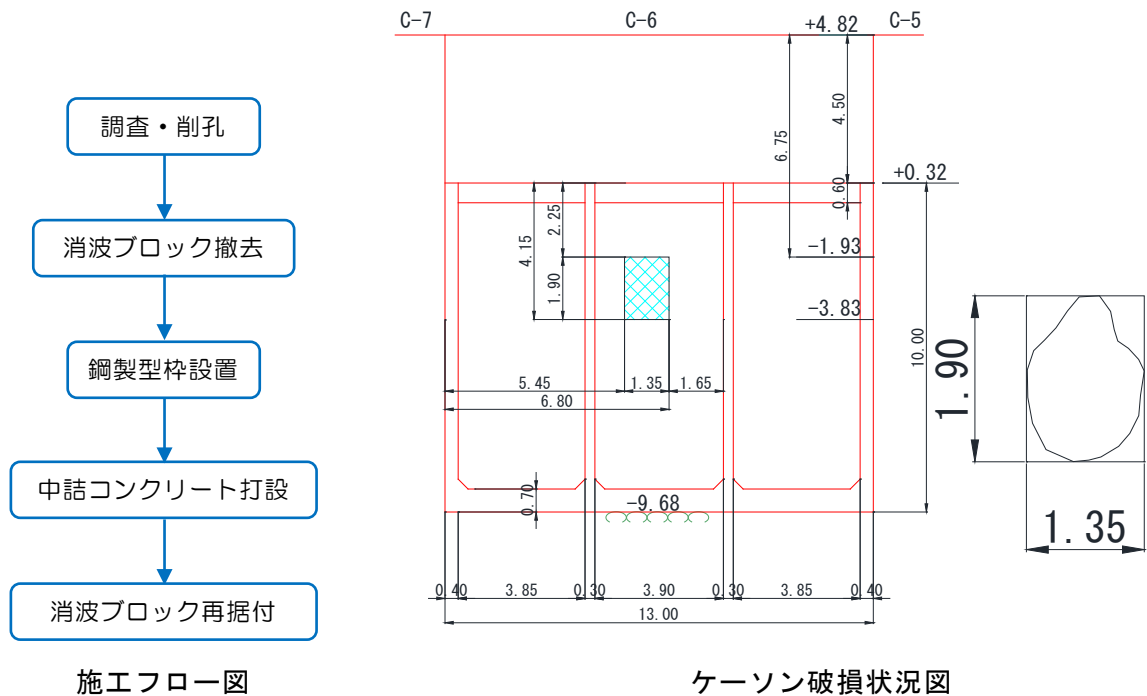 調査・削孔
消波ブロック撤去
鋼製型枠設置
中詰コンクリート打設
消波ブロック再据付
施工フロー図
C-7
C-6
+4.82
C-5
4.50
6.75
+0.32
0.60
2.25
4.15
-1.93
1.90
-3.83
10.00
5.45
1.35
1.65
6.80
0.70
-9.68
0.40
3.85
0.30
3.90
0.30
3.85
0.40
13.00
1.90
1.35
ケーソン破損状況図